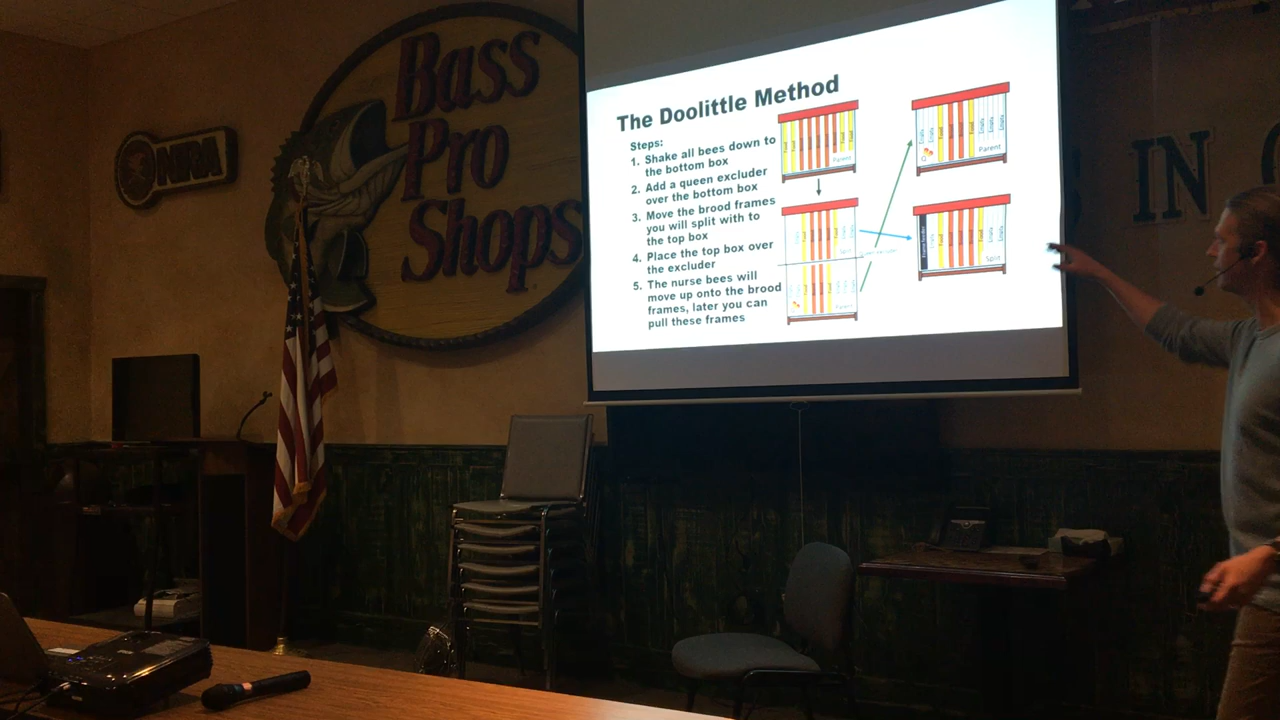 NRA
Bass
Pro
Shops
IN
The Doolittle Method
Steps:
1. Shake all bees down to
the bottom box
2. Add a queen excluder
over the bottom box
3. Move the brood frames
you will split with to
the top box
4. Place the top box over
the excluder
5. The nurse bees will
move up onto the brood
frames, later you can
pull these frames
Parent
Split
Parent
Q
Parent
Split